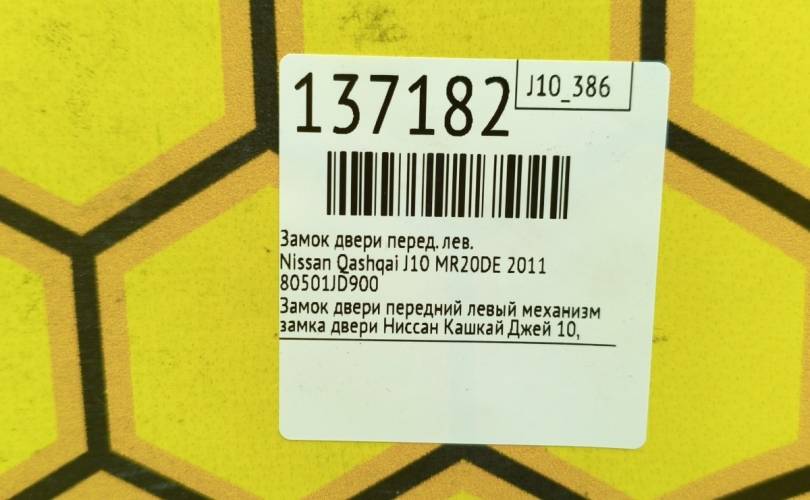 137182
J10_386
Замок двери перед. лев.
Nissan Qashqai J10 MR20DE 2011
80501JD900
Замок двери передний левый механизм
замка двери Ниссан Кашкай Джей 10,